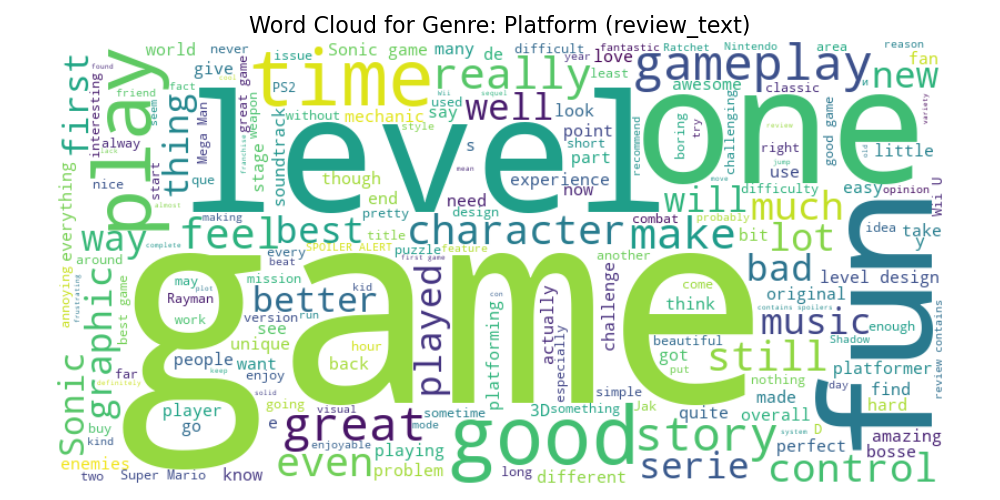 Word Cloud for Genre: Platform (review_text)
world
never
issue
Sonic game
many
de
difficult
year
fantastic
Ratchet
Nintendo
area
reason
first
play
friend
give
fact
seem
interesting
Mega Man
great game
weapon
PS2
time
really
least
love
gameplay
awesome
classic
new
fan
found
cool
sequel
Wii
used
say
well
look
without
mechanic
style
point
short
part
recommend
boring
try
challenging
right
use
good game
little
variety
lack
alway
start
thing
franchise
stage
soundtrack
level
one
review
jump
old
move
everything
nice
que
though
s
mean
experience
now
will
difficulty
easy
opinion
Wii U
almost
making
end
pretty
need
design
combat
probably
much
idea
take
y
way
feel
best
character
make
bit
lot
fun
around
complete
every
beat
SPOILER ALERT
title
puzzle
feature
first game
another
annoying
frustrating
graphic
best game
may
plot
mission
kid
game
played
platforming
actually
especially
challenge
come
think
bad
level design
original
Rayman
better
version
run
contains spoilers
music
enough
work
see
unique
beautiful
got
put
Shadow
review contains
people
want
hour
back
simple
still
nothing
platformer
Sonic
far
keep
enjoy
definitely
solid
con
day
find
hard
buy
player
go
going
e
visual
mode
sometime
3D
something
Jak
quite
made
overall
system
D
kind
great
enjoyable
playing
good
story
perfect
amazing
bosse
enemies
two
Super Mario
know
even
problem
long
different
serie
control